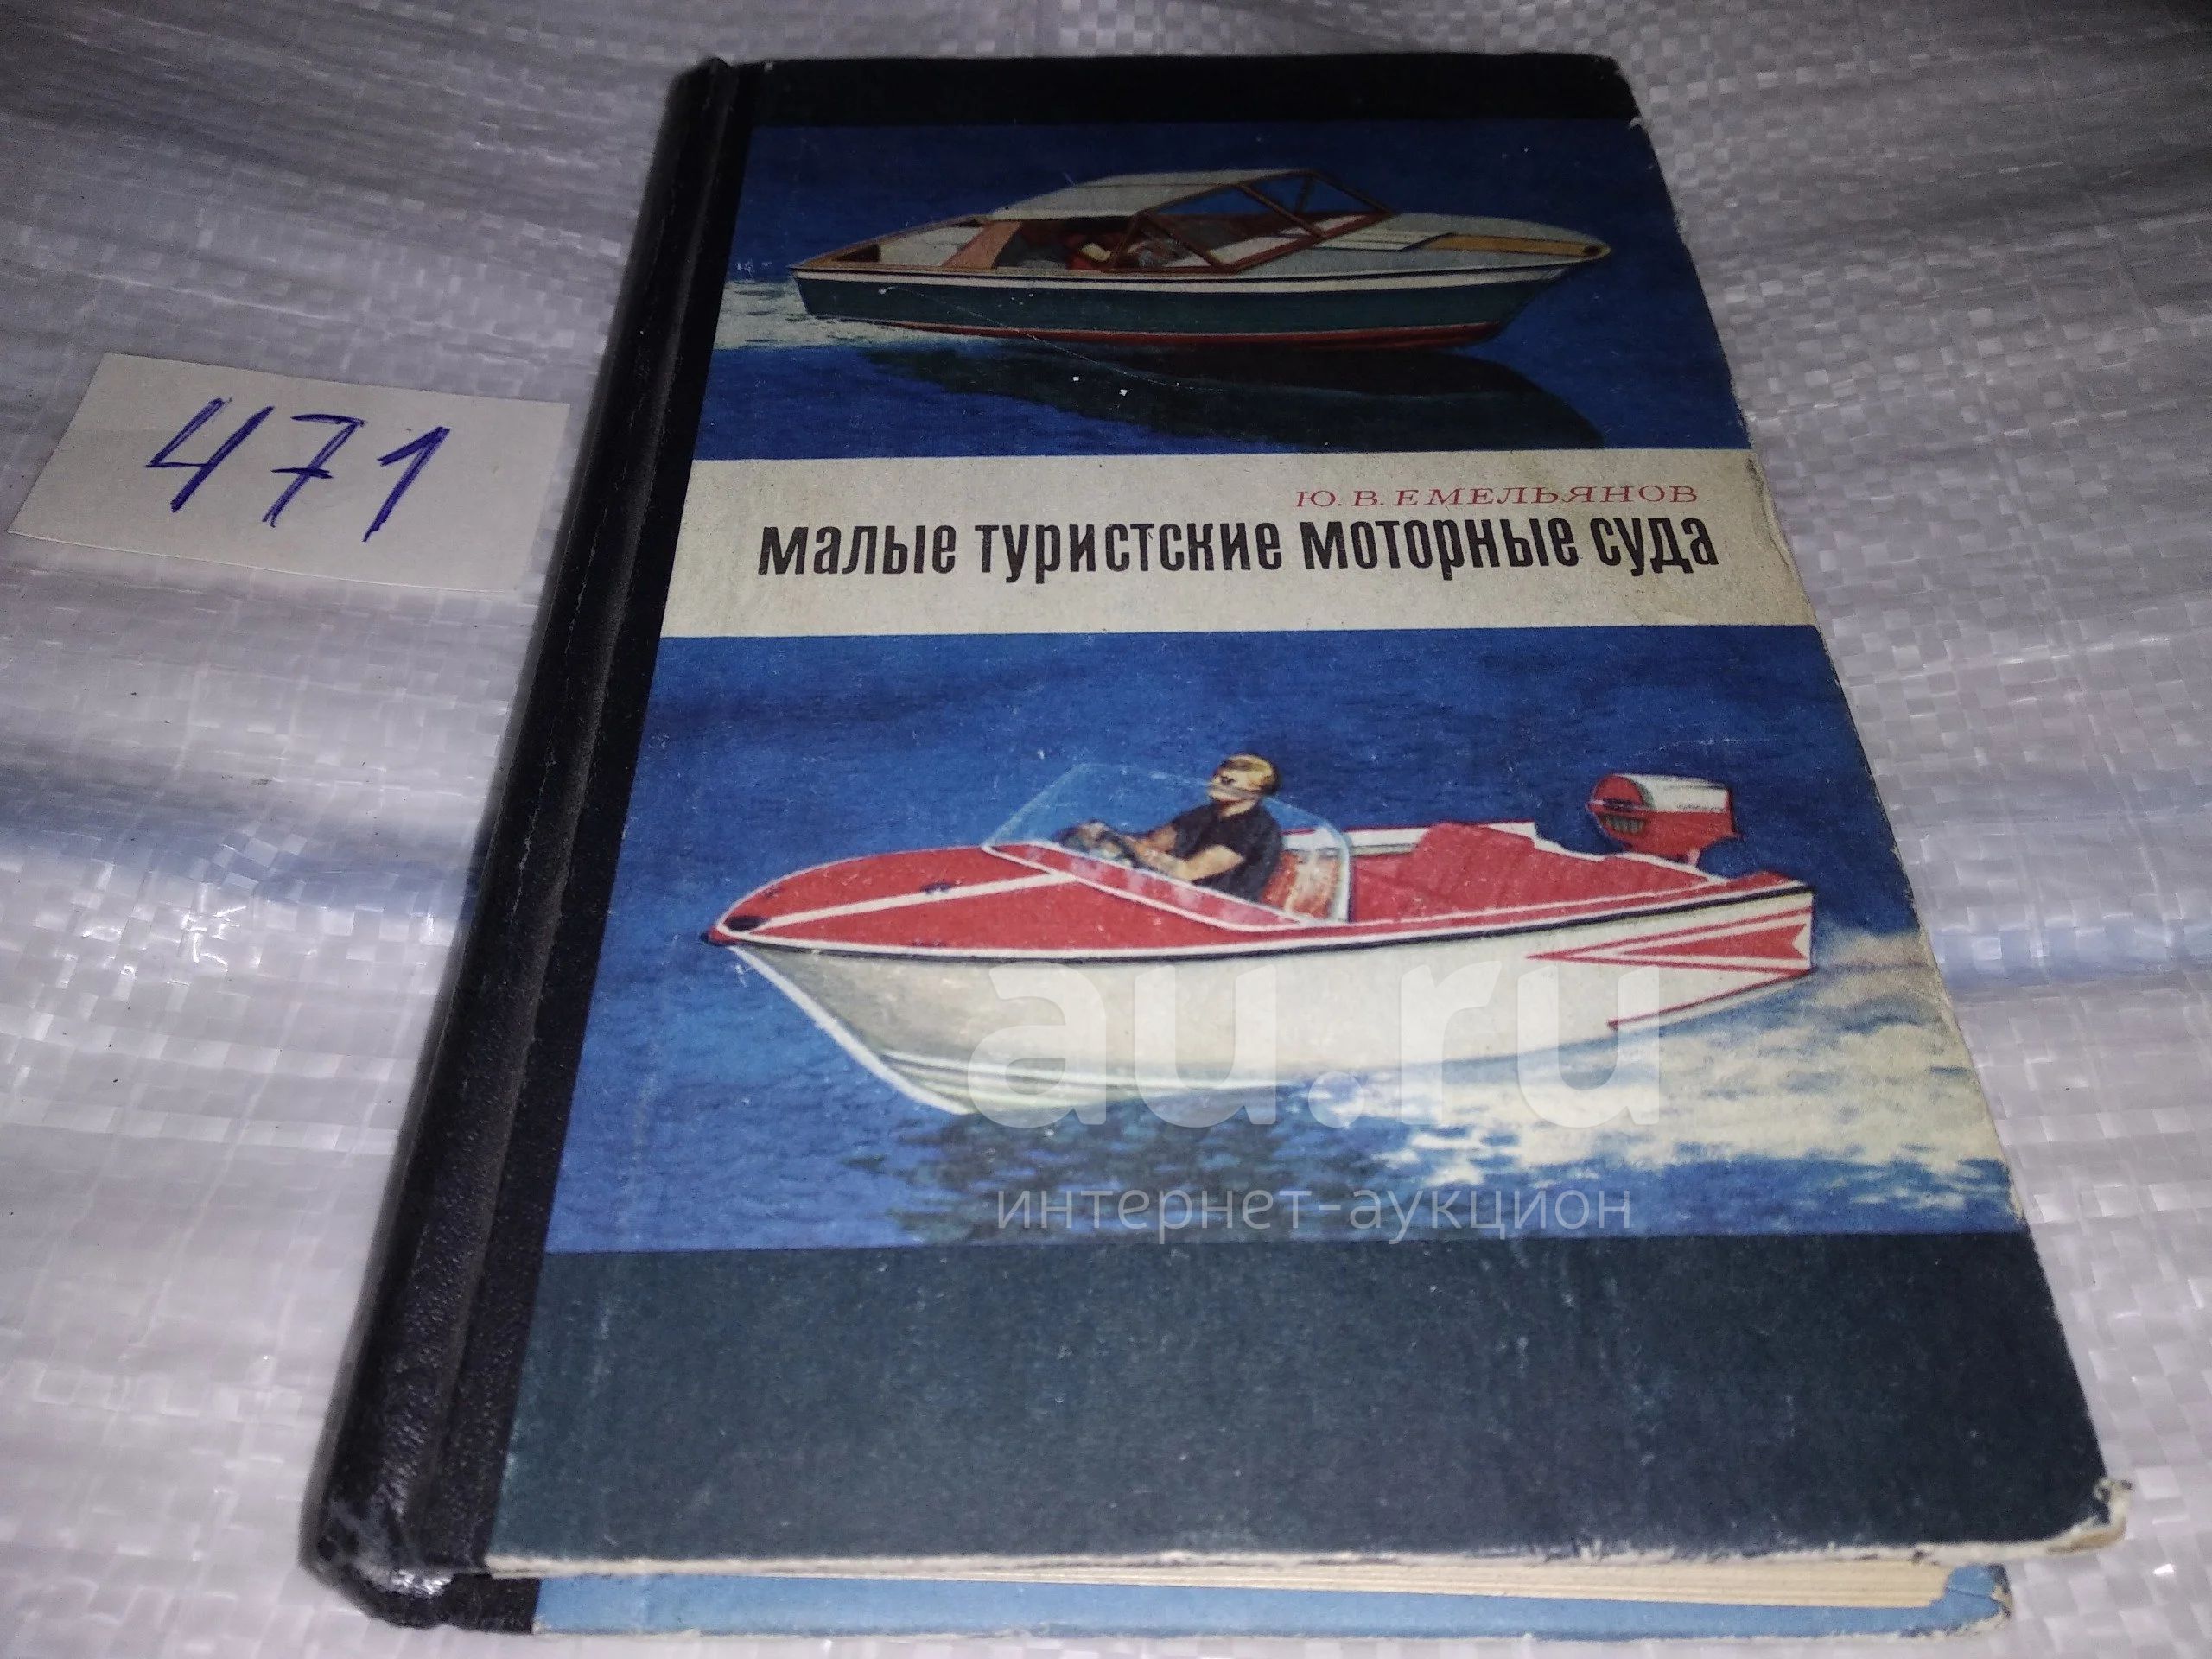 471
Ю. В. ЕМЕЛЬЯНОВ
малые туристские моторные суда
au.ru
интернет-аукцион